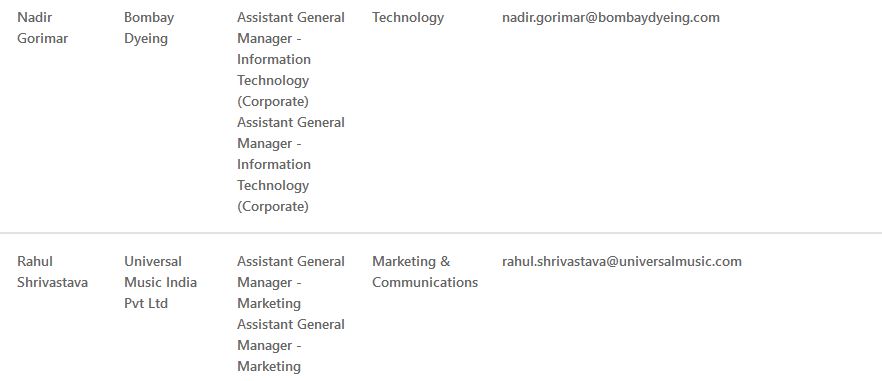 Nadir Gorimar
Bombay Dyeing
Assistant General Manager - Information Technology (Corporate) Assistant General Manager - Information Technology (Corporate)
Technology
nadir.gorimar@bombaydyeing.com
Rahul Shrivastava
Universal Music India Pvt Ltd
Assistant General Manager - Marketing Assistant General Manager - Marketing
Marketing & Communications
rahul.shrivastava@universalmusic.com